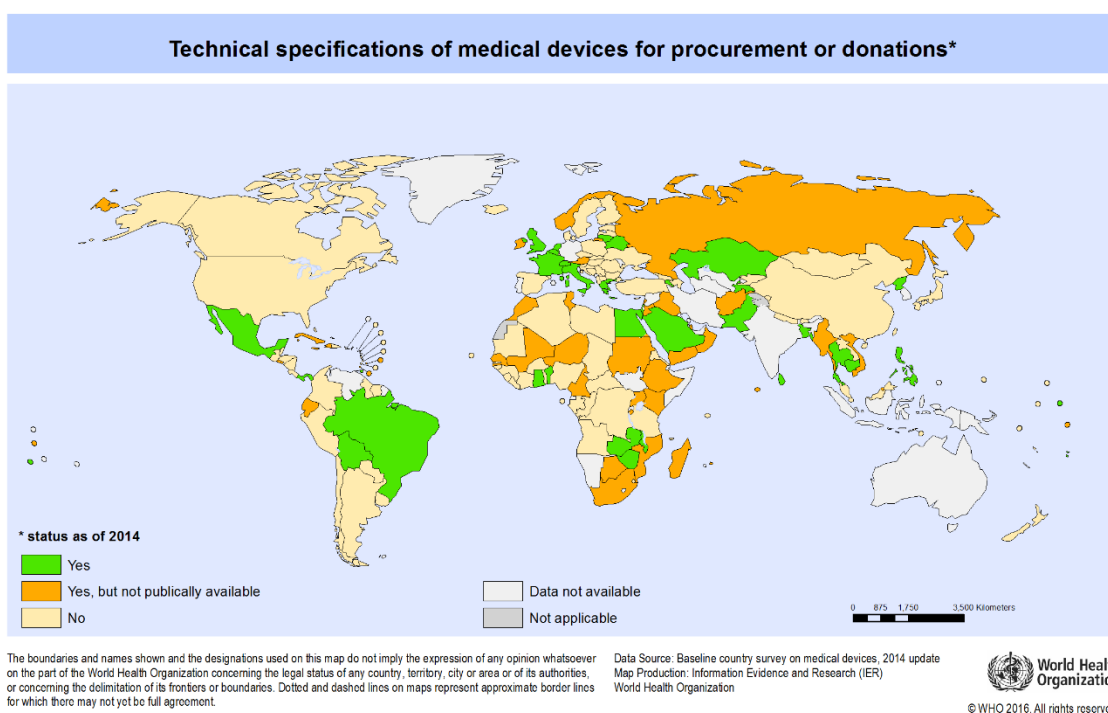 Technical specifications of medical devices for procurement or donations*
* status as of 2014
Yes
Yes, but not publically available
No
Data not available
Not applicable
0 875 1,750 3,500 Kilometers
The boundaries and names shown and the designations used on this map do not imply the expression of any opinion whatsoever
on the part of the World Health Organization concerning the legal status of any country, territory, city or area or of its authorities,
or concerning the delimitation of its frontiers or boundaries. Dotted and dashed lines on maps represent approximate border lines
for which there may not yet be full agreement.
Data Source: Baseline country survey on medical devices, 2014 update
Map Production: Information Evidence and Research (IER)
World Health Organization
World Heal
Organizatio
© WHO 2016. All rights reserve